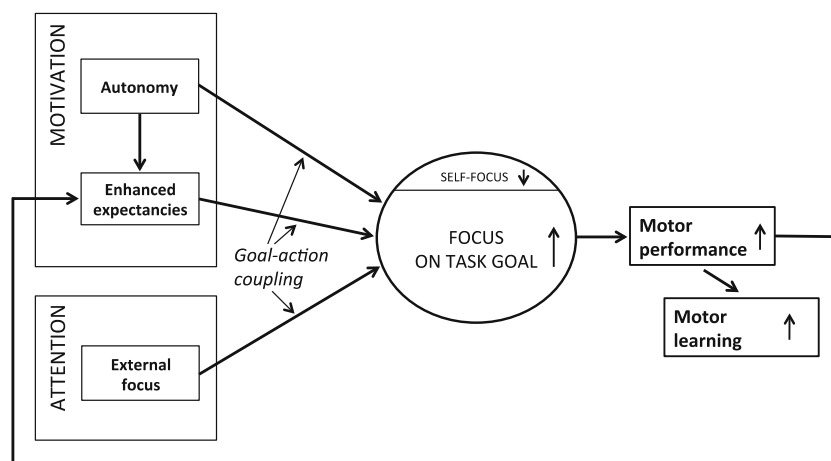 MOTIVATION
Autonomy
Enhanced
expectancies
Goal-action
coupling
ATTENTION
External
focus
SELF-FOCUS
FOCUS
ON TASK GOAL
Motor
performance
Motor
learning